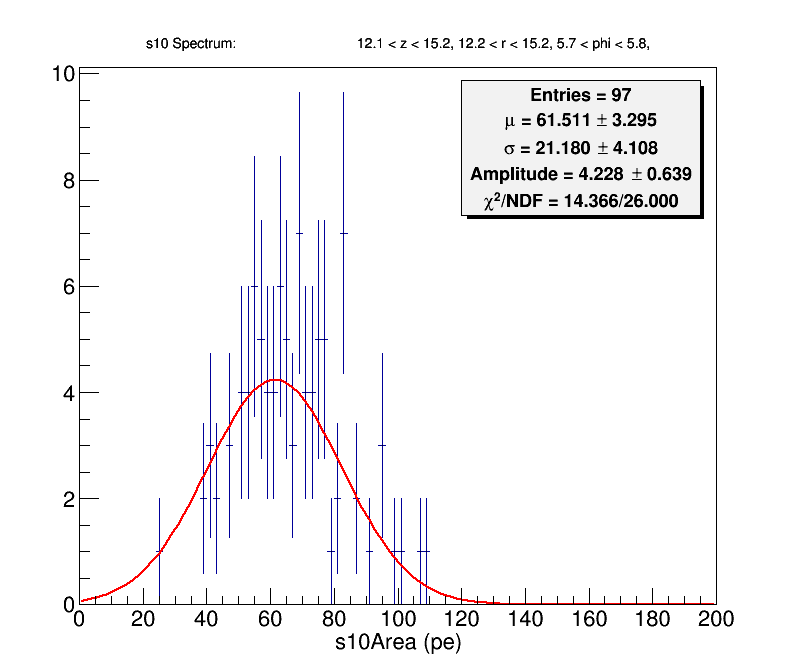 s10 Spectrum: 12.1 < z < 15.2, 12.2 < r < 15.2, 5.7 < phi < 5.8,
Entries = 97
μ = 61.511 ± 3.295
σ = 21.180 ± 4.108
Amplitude = 4.228 ± 0.639
χ²/NDF = 14.366/26.000
10
8
6
4
2
0
0 20 40 60 80 100 120 140 160 180 200
s10Area (pe)